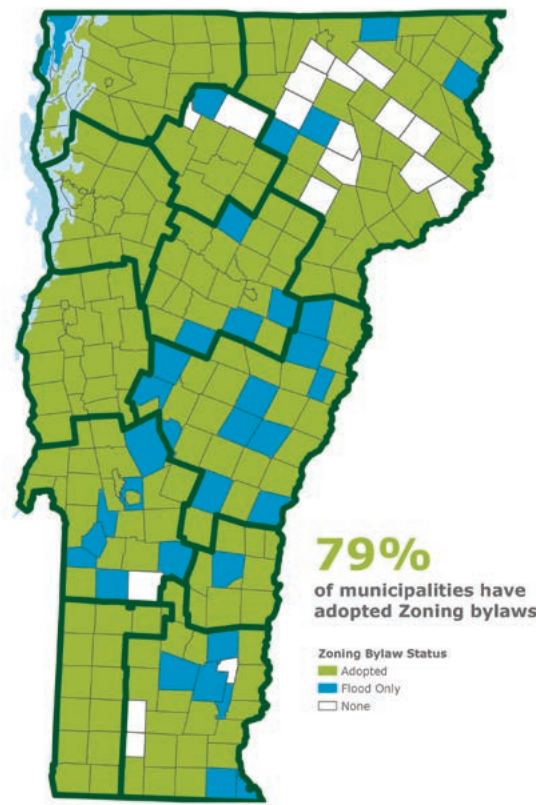 79%
of municipalities have
adopted Zoning bylaws
Zoning Bylaw Status
Adopted
Flood Only
None